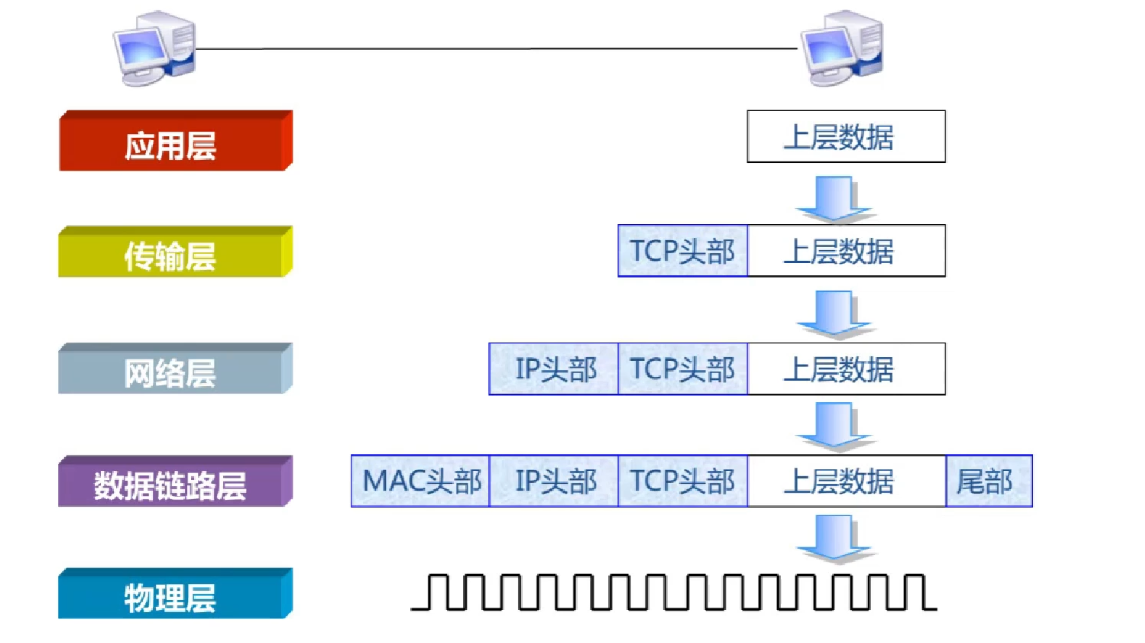 应用层
上层数据
传输层
TCP头部
上层数据
网络层
IP头部
TCP头部
上层数据
数据链路层
MAC头部
IP头部
TCP头部
上层数据
尾部
物理层